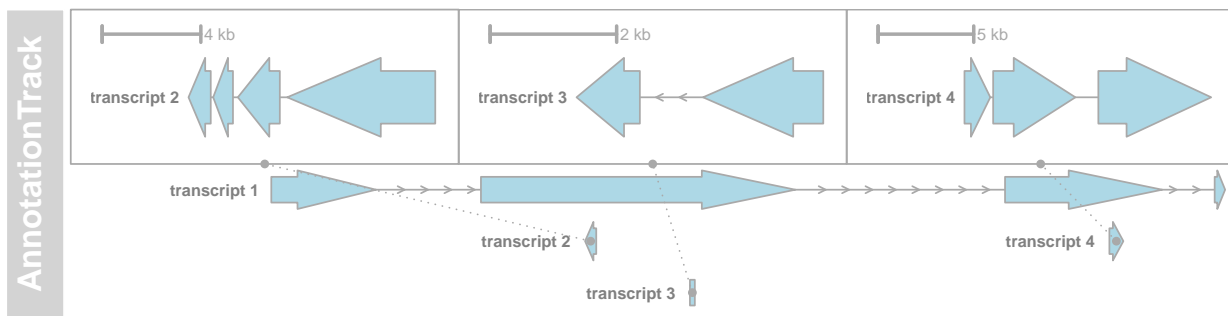 AnnotationTrack
4 kb
2 kb
5 kb
transcript 2
transcript 3
transcript 4
transcript 1
transcript 2
transcript 4
transcript 3